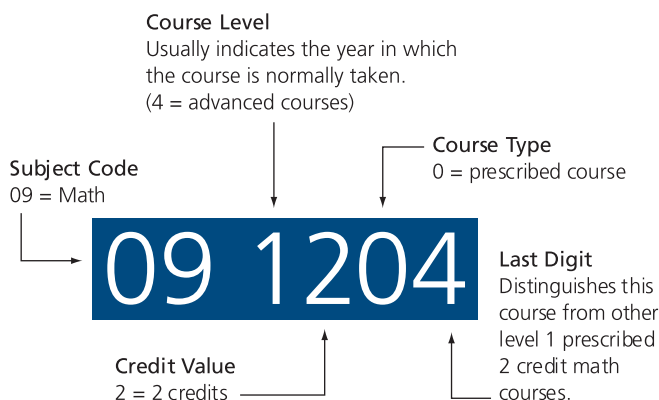 Course Level
Usually indicates the year in which
the course is normally taken.
(4 = advanced courses)
Course Type
0 = prescribed course
Subject Code
09 = Math
09 1204
Last Digit
Distinguishes this
course from other
level 1 prescribed
2 credit math
courses.
Credit Value
2 = 2 credits